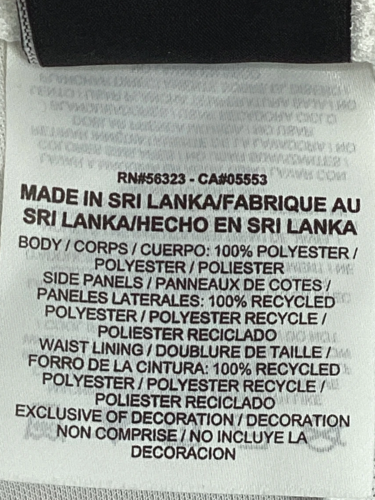 RN#56323 - CA#05553
MADE IN SRI LANKA/FABRIQUE AU
SRI LANKA/HECHO EN SRI LANKA
BODY / CORPS / CUERPO: 100% POLYESTER /
POLYESTER / POLIESTER
SIDE PANELS / PANNEAUX DE COTES /
PANELES LATERALES: 100% RECYCLED
POLYESTER / POLYESTER RECYCLE /
POLIESTER RECICLADO
WAIST LINING / DOUBLURE DE TAILLE /
FORRO DE LA CINTURA: 100% RECYCLED
POLYESTER / POLYESTER RECYCLE /
POLIESTER RECICLADO
EXCLUSIVE OF DECORATION / DECORATION
NON COMPRISE / NO INCLUYE LA
DECORACION